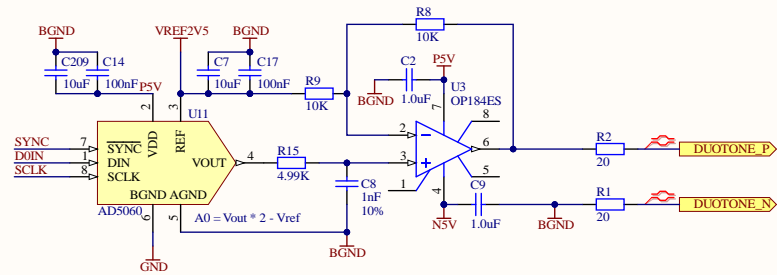 BGND
VREF2V5
BGND
R8
10K
C209
10uF
C14
100nF
P5V
C7
10uF
C17
100nF
R9
10K
C2
1.0uF
BGND
P5V
U3
OP184ES
2
3
U11
7
8
SYNC
7
SYNC
VDD
REF
2
R2
DUOTONE_P
D0IN
1
DIN
VOUT
4
R15
3
6
20
SCLK
8
SCLK
4.99K
5
BGND AGND
C8
1nF
10%
1
4
C9
1.0uF
R1
20
DUOTONE_N
AD5060
6
5
A0 = Vout * 2 - Vref
N5V
BGND
GND
BGND